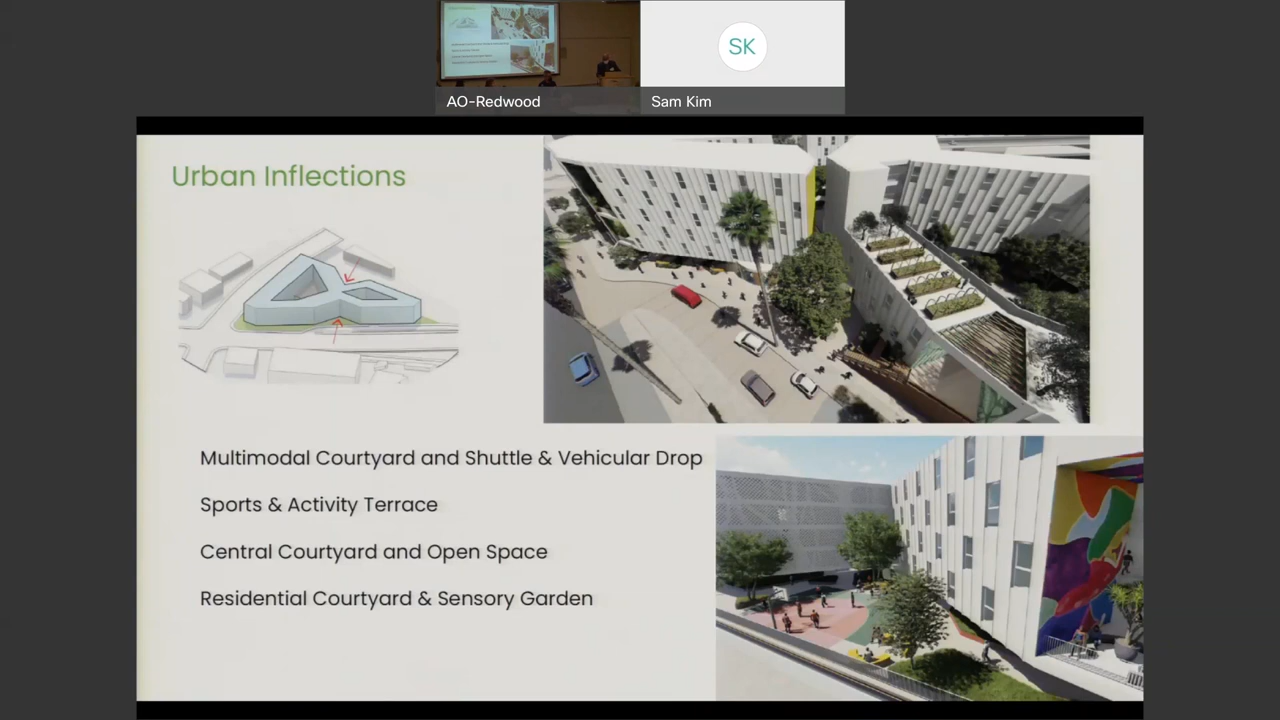 SK
AO-Redwood
Sam Kim
Urban Inflections
Multimodal Courtyard and Shuttle & Vehicular Drop
Sports & Activity Terrace
Central Courtyard and Open Space
Residential Courtyard & Sensory Garden